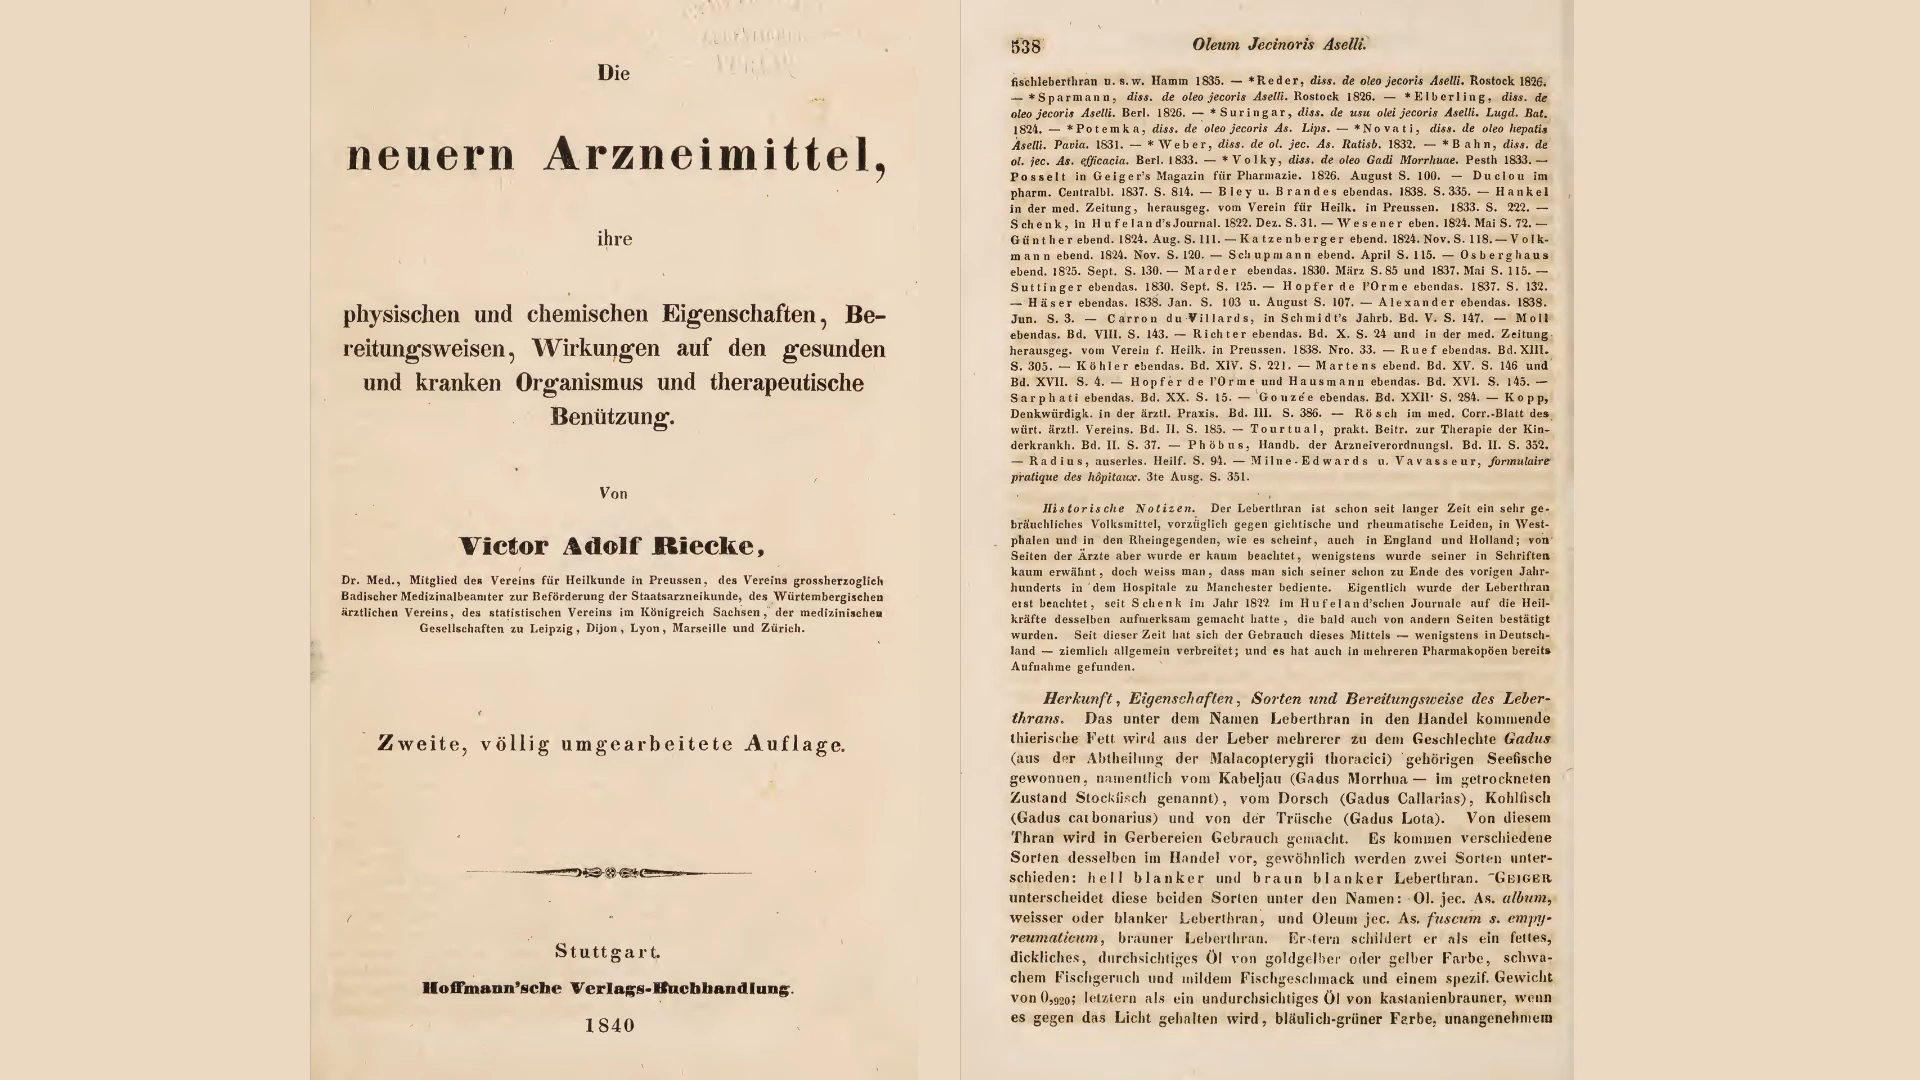 Die
neuern Arzneimittel,
ihre
physischen und chemischen Eigenschaften, Be-
reitungsweisen, Wirkungen auf den gesunden
und kranken Organismus und therapeutische
Benützung.
Von
Victor Adolf Riecke,
Dr. Med., Mitglied des Vereins für Heilkunde in Preussen, des Vereins grossherzoglich
Badischer Medizinalbeamter zur Beförderung der Staatsarzneikunde, des Würtembergischen
ärztlichen Vereins, des statistischen Vereins im Königreich Sachsen, der medizinischen
Gesellschaften zu Leipzig, Dijon, Lyon, Marseille und Zürich.
Zweite, völlig umgearbeitete Auflage.
Stuttgart.
Hoffmann'sche Verlags-Buchhandlung.
1840
538 Oleum Jecinoris Aselli.
fischleberthran u. s. w. Hamm 1835. — *Reder, diss. de oleo jecoris Aselli. Rostock 1826.
— *Sparmann, diss. de oleo jecoris Aselli. Rostock 1826. — *Elberling, diss. de
oleo jecoris Aselli. Berl. 1826. — *Suringar, diss. de usu olei jecoris Aselli. Lugd. Bat.
1824. — *Potemka, diss. de oleo jecoris As. Lips. — *Novati, diss. de oleo hepatis
Aselli. Pavia. 1831. — *Weber, diss. de ol. jec. As. Ratisb. 1832. — *Bahn, diss. de
ol. jec. As. efficacia. Berl. 1833. — *Volky, diss. de oleo Gadi Morrhuae. Pesth 1833. —
Posselt in Geiger's Magazin für Pharmazie. 1826. August S. 100. — Duclou im
pharm. Centralbl. 1837. S. 814. — Bley u. Brandes ebendas. 1838. S. 335. — Hankel
in der med. Zeitung, herausgeg. vom Verein für Heilk. in Preussen. 1833. S. 222. —
Schenk, in Hufeland's Journal. 1822. Dez. S. 31. — Wesener eben. 1824. Mai S. 72. —
Günther ebend. 1824. Aug. S. 111. — Katzenberger ebend. 1824. Nov. S. 118. — Volk-
mann ebend. 1824. Nov. S. 120. — Schupmann ebend. April S. 115. — Osberghaus
ebend. 1825. Sept. S. 130. — Marder ebendas. 1830. März S. 85 und 1837. Mai S. 115. —
Suttinger ebendas. 1830. Sept. S. 125. — Hopfer de l'Orme ebendas. 1837. S. 132.
— Häser ebendas. 1838. Jan. S. 103 u. August S. 107. — Alexander ebendas. 1838.
Jun. S. 3. — Carron du Villards, in Schmidt's Jahrb. Bd. V. S. 147. — Moll
ebendas. Bd. VIII. S. 143. — Richter ebendas. Bd. X. S. 24 und in der med. Zeitung
herausgeg. vom Verein f. Heilk. in Preussen. 1838. Nro. 33. — Ruef ebendas. Bd. XIII.
S. 305. — Köhler ebendas. Bd. XIV. S. 221. — Martens ebend. Bd. XV. S. 146 und
Bd. XVII. S. 4. — Hopfer de l'Orme und Hausmann ebendas. Bd. XVI. S. 145. —
Sarphati ebendas. Bd. XX. S. 15. — Gouzée ebendas. Bd. XXII. S. 284. — Kopp,
Denkwürdigk. in der ärztl. Praxis. Bd. III. S. 386. — Rösch im med. Corr.-Blatt des
würt. ärztl. Vereins. Bd. II. S. 185. — Tourtual, prakt. Beitr. zur Therapie der Kin-
derkrankh. Bd. II. S. 37. — Phöbus, Handb. der Arzneiverordnungsl. Bd. II. S. 352.
— Radius, auserles. Heilf. S. 94. — Milne-Edwards u. Vavasseur, formulaire
pratique des hôpitaux. 3te Ausg. S. 351.
Historische Notizen. Der Leberthran ist schon seit langer Zeit ein sehr ge-
bräuchliches Volksmittel, vorzüglich gegen gichtische und rheumatische Leiden, in West-
phalen und in den Rheingegenden, wie es scheint, auch in England und Holland; von
Seiten der Ärzte aber wurde er kaum beachtet, wenigstens wurde seiner in Schriften
kaum erwähnt, doch weiss man, dass man sich seiner schon zu Ende des vorigen Jahr-
hunderts in dem Hospitale zu Manchester bediente. Eigentlich wurde der Leberthran
erst beachtet, seit Schenk im Jahr 1822 im Hufeland'schen Journale auf die Heil-
kräfte desselben aufmerksam gemacht hatte, die bald auch von andern Seiten bestätigt
wurden. Seit dieser Zeit hat sich der Gebrauch dieses Mittels — wenigstens in Deutsch-
land — ziemlich allgemein verbreitet; und es hat auch in mehreren Pharmakopöen bereits
Aufnahme gefunden.
Herkunft, Eigenschaften, Sorten und Bereitungsweise des Leber-
thrans. Das unter dem Namen Leberthran in den Handel kommende
thierische Fett wird aus der Leber mehrerer zu dem Geschlechte Gadus
(aus der Abtheilung der Malacopterygii thoracici) gehörigen Seefische
gewonnen, namentlich vom Kabeljau (Gadus Morrhua — im getrockneten
Zustand Stockfisch genannt), vom Dorsch (Gadus Callarias), Kohlfisch
(Gadus carbonarius) und von der Trüsche (Gadus Lota). Von diesem
Thran wird in Gerbereien Gebrauch gemacht. Es kommen verschiedene
Sorten desselben im Handel vor, gewöhnlich werden zwei Sorten unter-
schieden: hell blanker und braun blanker Leberthran. GEIGER
unterscheidet diese beiden Sorten unter den Namen: Ol. jec. As. album,
weisser oder blanker Leberthran, und Oleum jec. As. fuscum s. empy-
reumaticum, brauner Leberthran. Erstern schildert er als ein fettes,
dickliches, durchsichtiges Öl von goldgelber oder gelber Farbe, schwa-
chem Fischgeruch und mildem Fischgeschmack und einem spezif. Gewicht
von 0,920; letztern als ein undurchsichtiges Öl von kastanienbrauner, wenn
es gegen das Licht gehalten wird, bläulich-grüner Farbe, unangenehmem